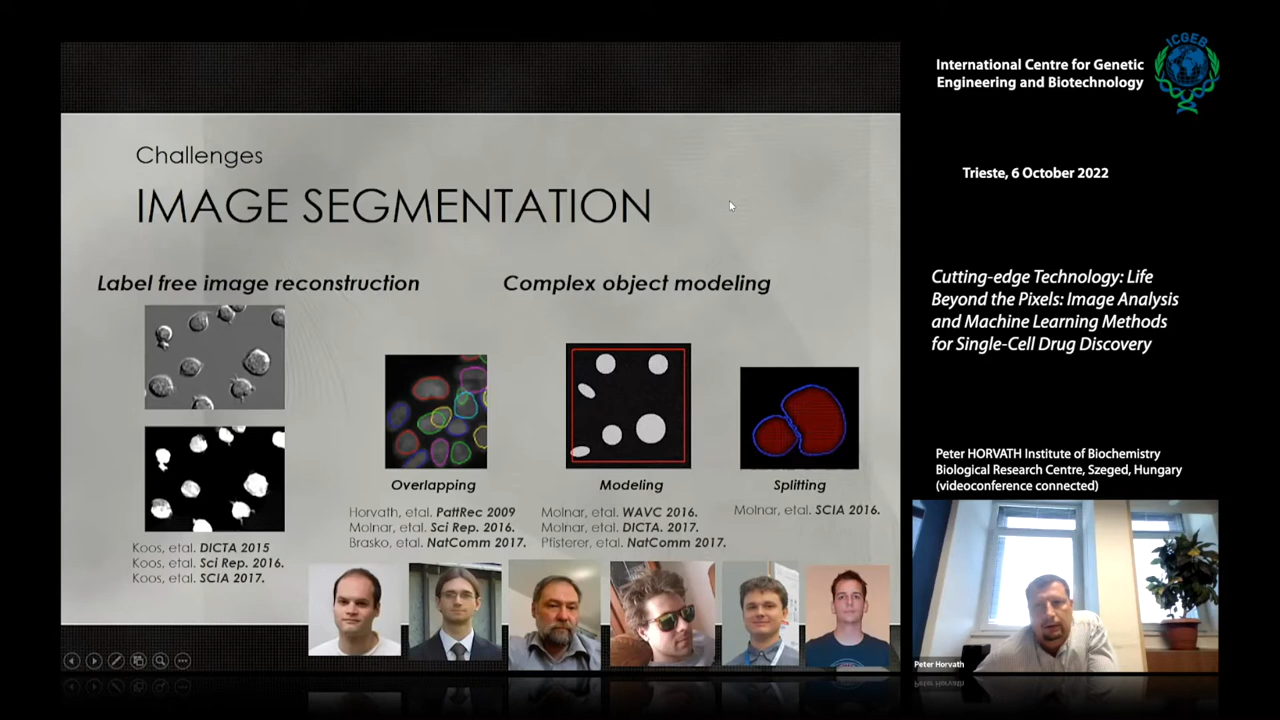 Challenges
IMAGE SEGMENTATION
Label free image reconstruction
Complex object modeling
Overlapping
Modeling
Splitting
Horvath, etal. PattRec 2009
Molnar, etal. Sci Rep. 2016.
Brasko, etal. NatComm 2017.
Molnar, etal. WAVC 2016.
Molnar, etal. DICTA. 2017.
Pfisterer, etal. NatComm 2017.
Molnar, etal. SCIA 2016.
Koos, etal. DICTA 2015
Koos, etal. Sci Rep. 2016.
Koos, etal. SCIA 2017.
International Centre for Genetic
Engineering and Biotechnology
ICGEB
Trieste, 6 October 2022
Cutting-edge Technology: Life
Beyond the Pixels: Image Analysis
and Machine Learning Methods
for Single-Cell Drug Discovery
Peter HORVATH Institute of Biochemistry
Biological Research Centre, Szeged, Hungary
(videoconference connected)
Peter Horvath